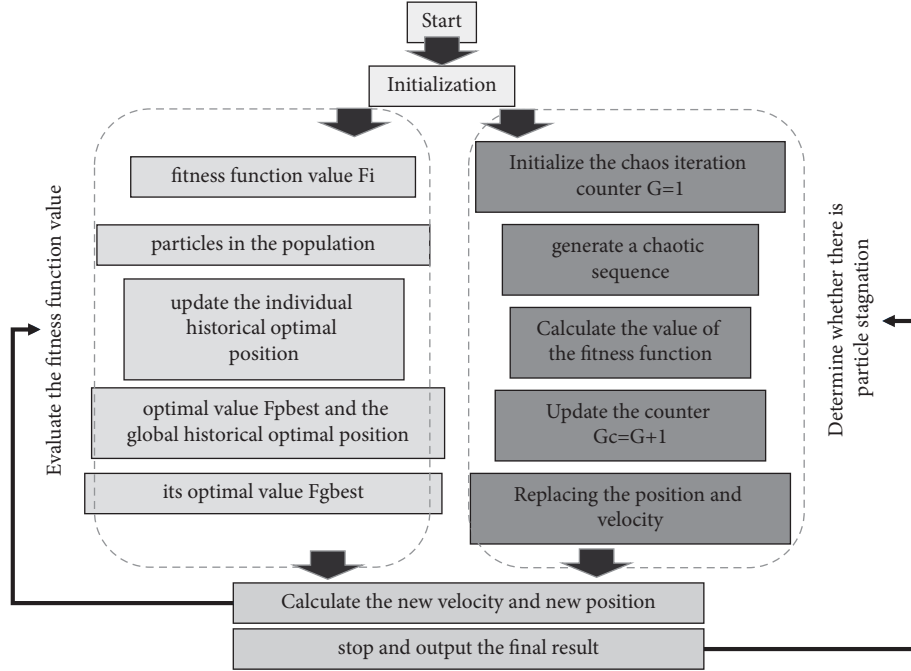 Start
Initialization
Evaluate the fitness function value
fitness function value Fi
particles in the population
update the individual
historical optimal
position
optimal value Fpbest and the
global historical optimal position
its optimal value Fgbest
Initialize the chaos iteration
counter G=1
generate a chaotic
sequence
Calculate the value of
the fitness function
Update the counter
Gc=G+1
Replacing the position and
velocity
Determine whether there is
particle stagnation
Calculate the new velocity and new position
stop and output the final result